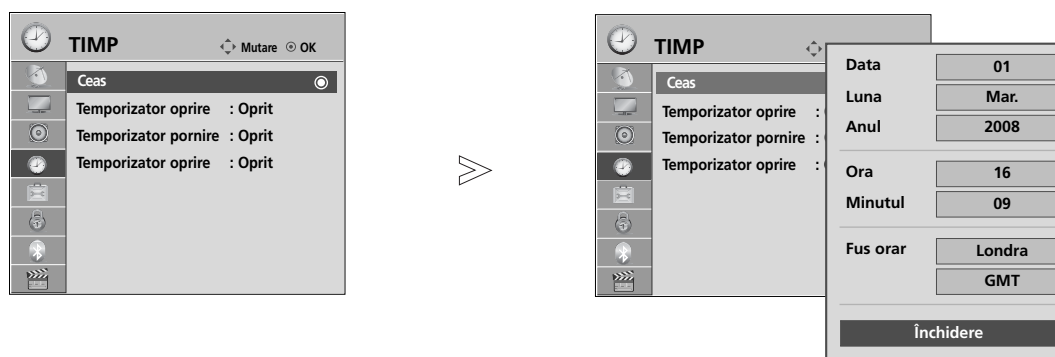 TIMP Mutare OK
Ceas
Temporizator oprire : Oprit
Temporizator pornire : Oprit
Temporizator oprire : Oprit
TIMP
Ceas
Temporizator oprire :
Temporizator pornire :
Temporizator oprire :
Data 01
Luna Mar.
Anul 2008
Ora 16
Minutul 09
Fus orar Londra
GMT
Închidere